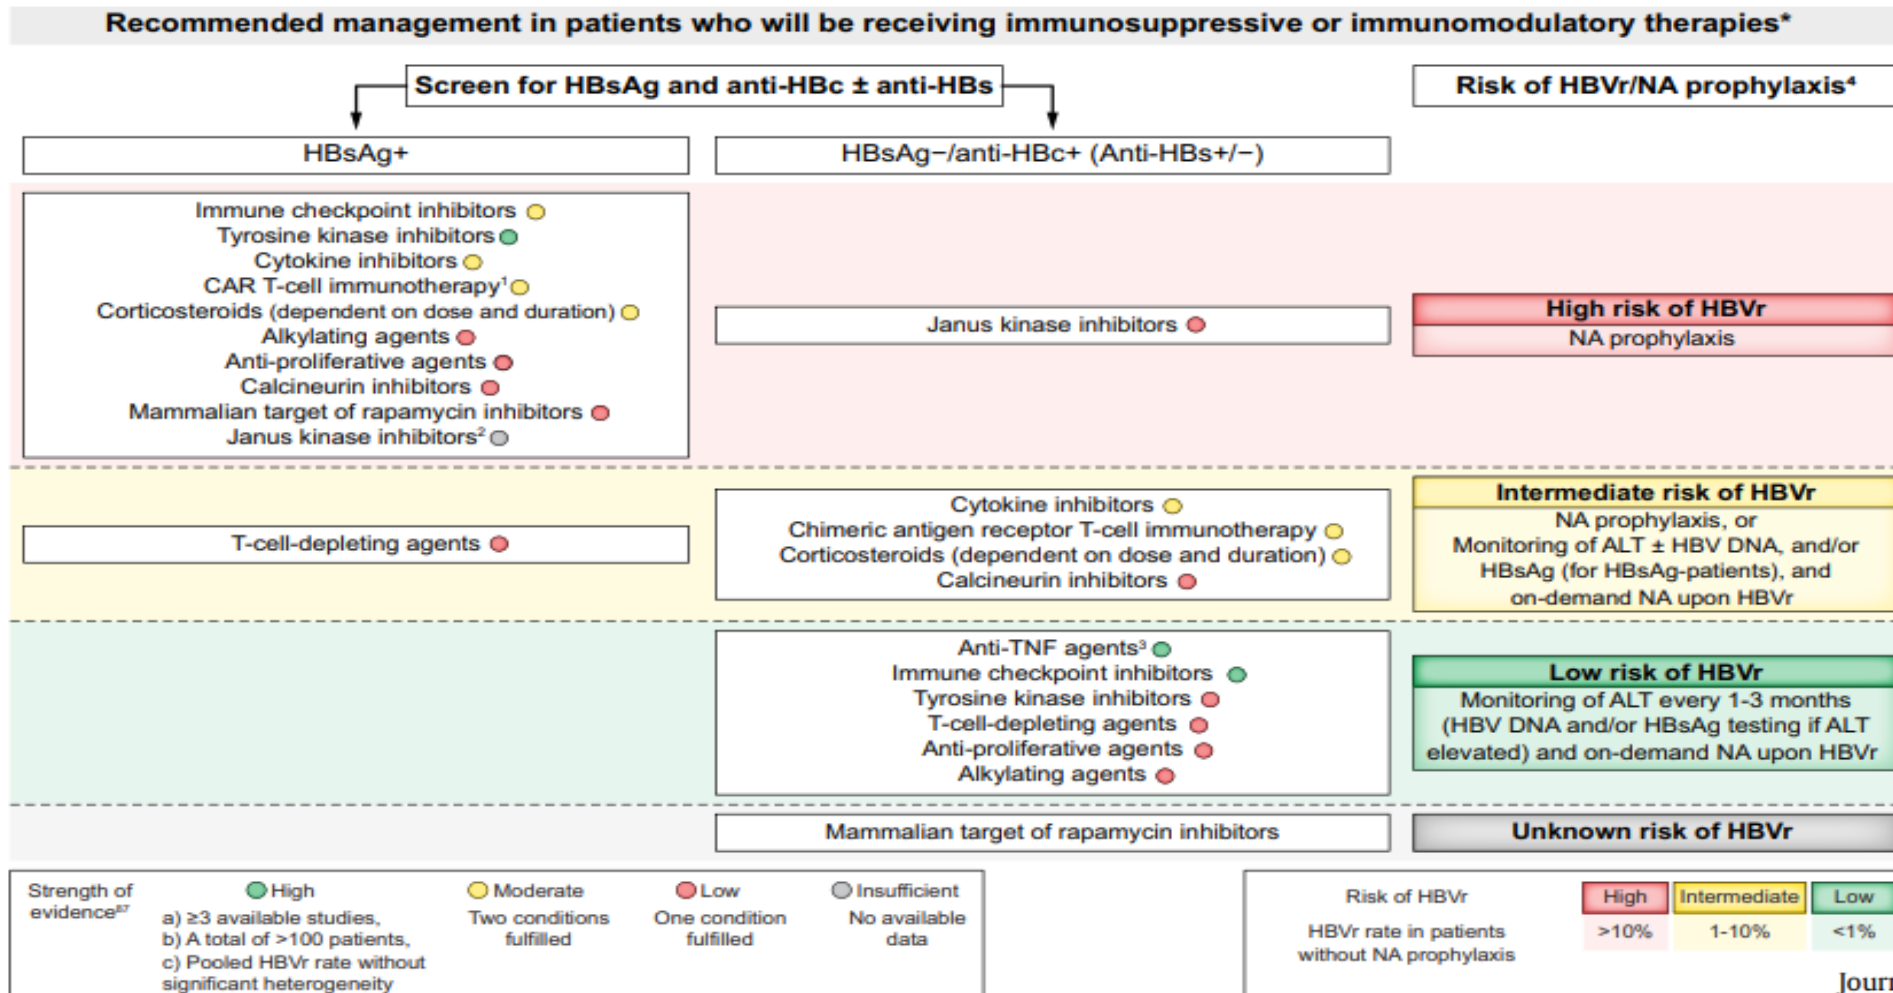 Recommended management in patients who will be receiving immunosuppressive or immunomodulatory therapies*
Screen for HBsAg and anti-HBc ± anti-HBs
Risk of HBVr/NA prophylaxis⁴
HBsAg+
HBsAg−/anti-HBc+ (Anti-HBs+/−)
Immune checkpoint inhibitors
Tyrosine kinase inhibitors
Cytokine inhibitors
CAR T-cell immunotherapy¹
Corticosteroids (dependent on dose and duration)
Alkylating agents
Anti-proliferative agents
Calcineurin inhibitors
Mammalian target of rapamycin inhibitors
Janus kinase inhibitors²
Janus kinase inhibitors
High risk of HBVr
NA prophylaxis
T-cell-depleting agents
Cytokine inhibitors
Chimeric antigen receptor T-cell immunotherapy
Corticosteroids (dependent on dose and duration)
Calcineurin inhibitors
Intermediate risk of HBVr
NA prophylaxis, or
Monitoring of ALT ± HBV DNA, and/or
HBsAg (for HBsAg-patients), and
on-demand NA upon HBVr
Anti-TNF agents³
Immune checkpoint inhibitors
Tyrosine kinase inhibitors
T-cell-depleting agents
Anti-proliferative agents
Alkylating agents
Low risk of HBVr
Monitoring of ALT every 1-3 months
(HBV DNA and/or HBsAg testing if ALT
elevated) and on-demand NA upon HBVr
Mammalian target of rapamycin inhibitors
Unknown risk of HBVr
Strength of
evidence⁸⁷
High
a) ≥3 available studies,
b) A total of >100 patients,
c) Pooled HBVr rate without
significant heterogeneity
Moderate
Two conditions
fulfilled
Low
One condition
fulfilled
Insufficient
No available
data
Risk of HBVr
High
Intermediate
Low
HBVr rate in patients
without NA prophylaxis
>10%
1-10%
<1%
Journ